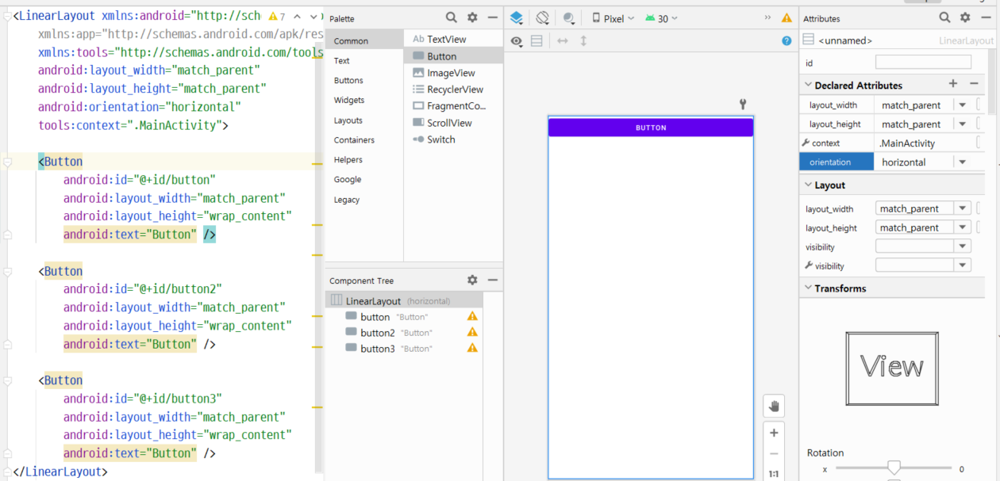 <LinearLayout xmlns:android="http://sch 7
xmlns:app="http://schemas.android.com/apk/res
xmlns:tools="http://schemas.android.com/tools
android:layout_width="match_parent"
android:layout_height="match_parent"
android:orientation="horizontal"
tools:context=".MainActivity">
<Button
android:id="@+id/button"
android:layout_width="match_parent"
android:layout_height="wrap_content"
android:text="Button" />
<Button
android:id="@+id/button2"
android:layout_width="match_parent"
android:layout_height="wrap_content"
android:text="Button" />
<Button
android:id="@+id/button3"
android:layout_width="match_parent"
android:layout_height="wrap_content"
android:text="Button" />
</LinearLayout>
Palette
Common
Text
Buttons
Widgets
Layouts
Containers
Helpers
Google
Legacy
Ab TextView
Button
ImageView
RecyclerView
FragmentCo...
ScrollView
Switch
Component Tree
LinearLayout (horizontal)
button "Button"
button2 "Button"
button3 "Button"
Pixel 30 »
?
BUTTON
1:1
Attributes
<unnamed> LinearLayout
id
Declared Attributes
layout_width match_parent
layout_height match_parent
context .MainActivity
orientation horizontal
Layout
layout_width match_parent
layout_height match_parent
visibility
visibility
Transforms
View
Rotation
x 0